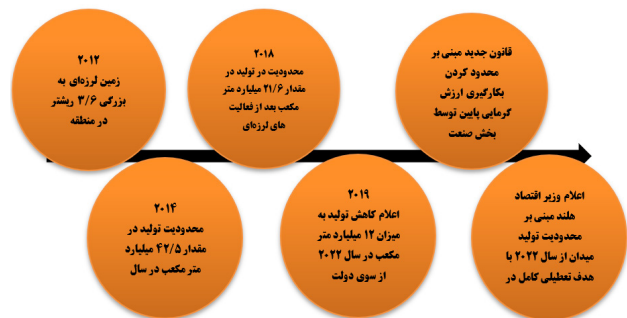 ۲۰۱۲
زمین لرزه‌ای به
بزرگی ۳/۶ ریشتر
در منطقه
۲۰۱۴
محدودیت تولید در
مقدار ۴۲/۵ میلیارد
متر مکعب در سال
۲۰۱۸
محدودیت در تولید در
مقدار ۲۱/۶ میلیارد متر
مکعب بعد از فعالیت
های لرزه‌ای
۲۰۱۹
اعلام کاهش تولید به
میزان ۱۲ میلیارد متر
مکعب در سال ۲۰۲۲
از سوی دولت
قانون جدید مبنی بر
محدود کردن
بکارگیری ارزش
گرمایی پایین توسط
بخش صنعت
اعلام وزیر اقتصاد
هلند مبنی بر
محدودیت تولید
میدان از سال ۲۰۲۲ با
هدف تعطیلی کامل در